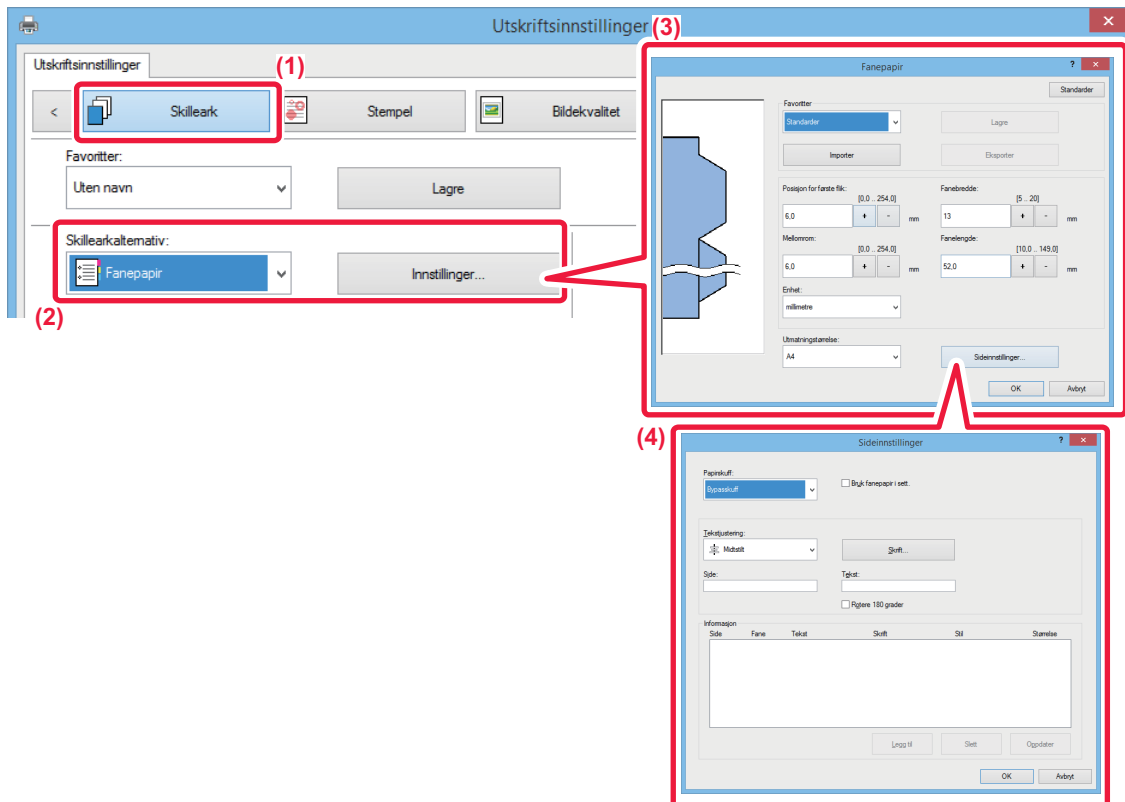 Utskriftsinnstillinger
Utskriftsinnstillinger
(1)
<
Skilleark
Stempel
Bildekvalitet
Favoritter:
Uten navn
Lagre
Skillearkalternativ:
Fanepapir
Innstillinger...
(2)
(3)
Fanepapir
?
Standarder
Favoritter
Standarder
Lagre
Importer
Eksporter
Posisjon for første flik:
Fanebredde:
[0,0 .. 254,0]
[5 .. 20]
6,0 + - mm
13 + - mm
Mellomrom:
Fanelengde:
[0,0 .. 254,0]
[10,0 .. 149,0]
6,0 + - mm
52,0 + - mm
Enhet:
millimetre
Utmatningstørrelse:
A4
Sideinnstillinger...
OK
Avbryt
(4)
Sideinnstillinger
?
Papirskuff:
Bypasskuff
Bruk fanepapir i sett.
Tekstjustering:
Midtstilt
Skrift...
Side:
Tekst:
Rotere 180 grader
Informasjon
Side Fane Tekst Skrift Stil Størrelse
Legg til
Slett
Oppdater
OK
Avbryt